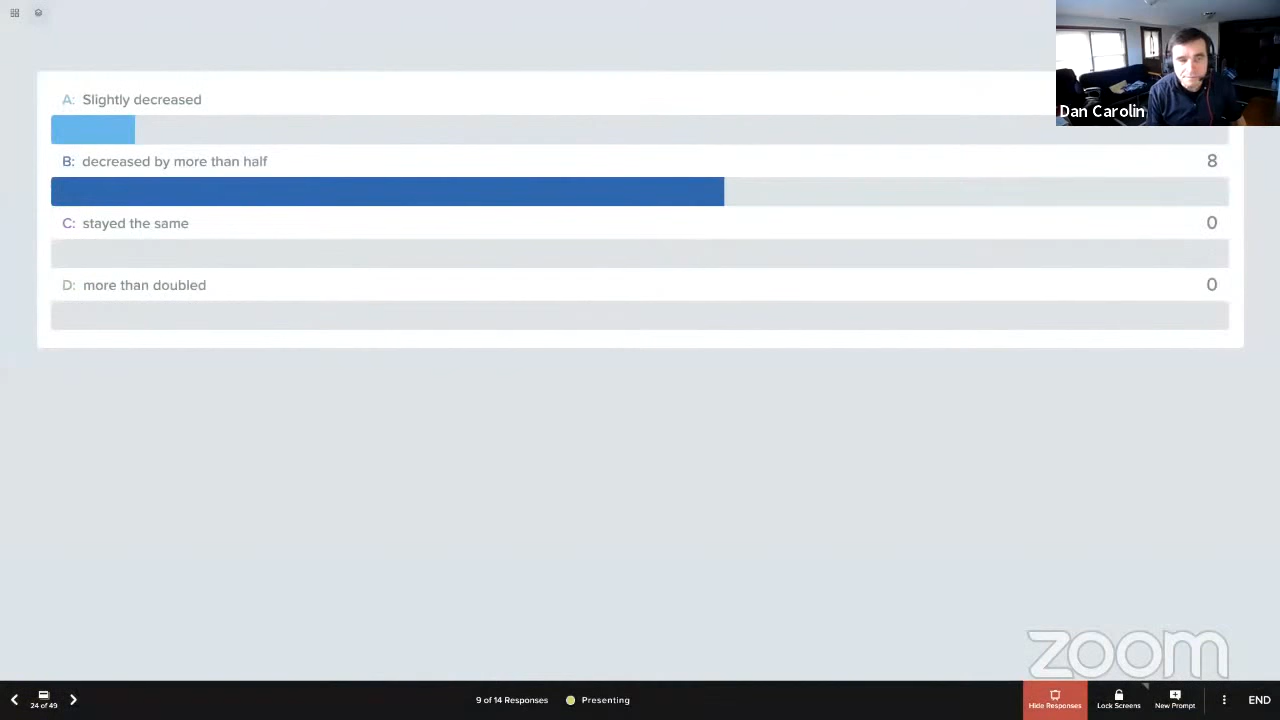 A: Slightly decreased
Dan Carolin
B: decreased by more than half 8
C: stayed the same 0
D: more than doubled 0
zoom
24 of 49
9 of 14 Responses
Presenting
Hide Responses
Lock Screens
New Prompt
END